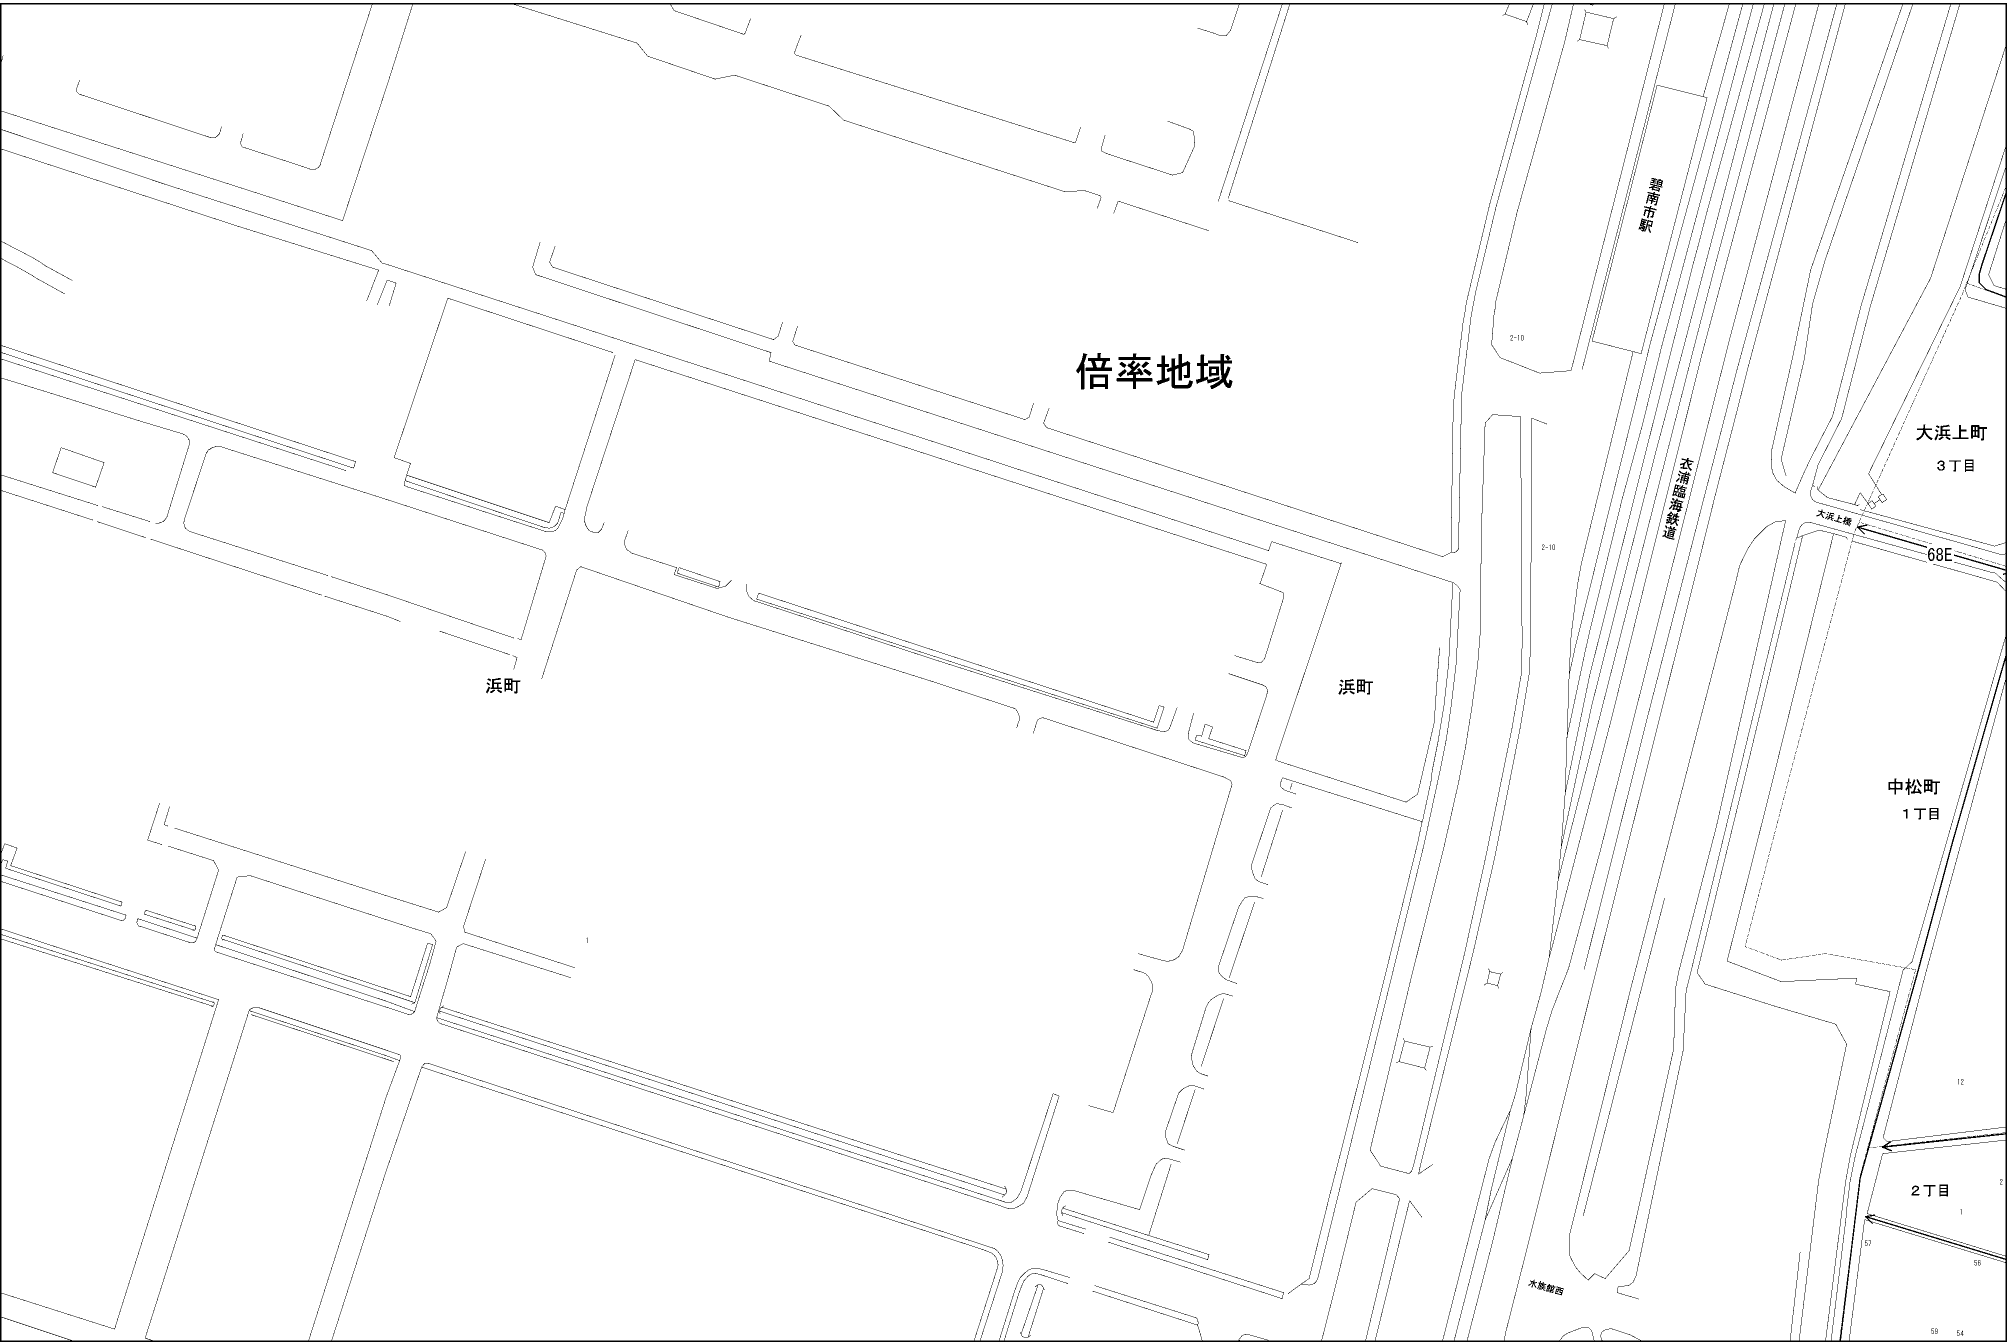 碧南市駅
2-10
倍率地域
大浜上町
3丁目
衣浦臨海鉄道
大浜上橋
2-10
68E
浜町
浜町
中松町
1丁目
1
12
2
2丁目
1
57
56
水族館西
59
54